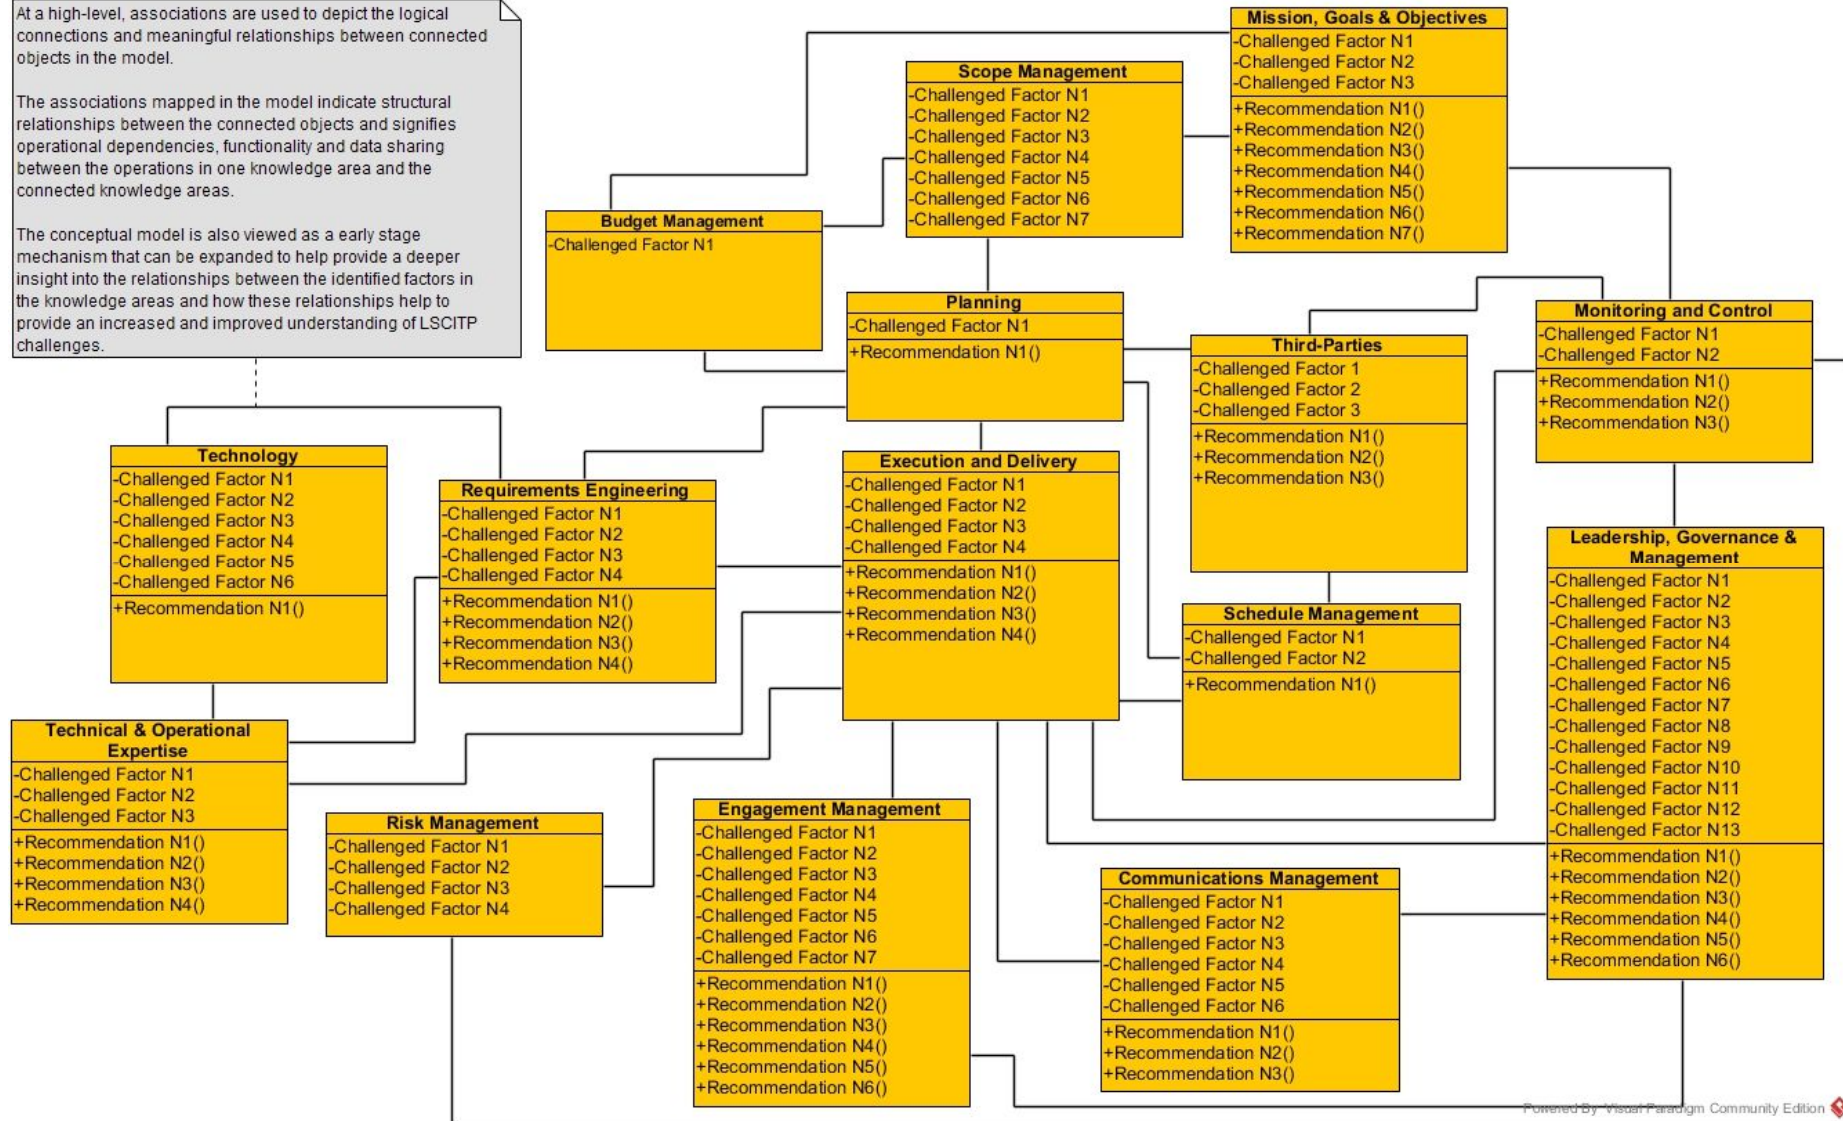 At a high-level, associations are used to depict the logical
connections and meaningful relationships between connected
objects in the model.
The associations mapped in the model indicate structural
relationships between the connected objects and signifies
operational dependencies, functionality and data sharing
between the operations in one knowledge area and the
connected knowledge areas.
The conceptual model is also viewed as a early stage
mechanism that can be expanded to help provide a deeper
insight into the relationships between the identified factors in
the knowledge areas and how these relationships help to
provide an increased and improved understanding of LSCITP
challenges.
Mission, Goals & Objectives
-Challenged Factor N1
-Challenged Factor N2
-Challenged Factor N3
+Recommendation N1()
+Recommendation N2()
+Recommendation N3()
+Recommendation N4()
+Recommendation N5()
+Recommendation N6()
+Recommendation N7()
Scope Management
-Challenged Factor N1
-Challenged Factor N2
-Challenged Factor N3
-Challenged Factor N4
-Challenged Factor N5
-Challenged Factor N6
-Challenged Factor N7
Budget Management
-Challenged Factor N1
Planning
-Challenged Factor N1
+Recommendation N1()
Third-Parties
-Challenged Factor 1
-Challenged Factor 2
-Challenged Factor 3
+Recommendation N1()
+Recommendation N2()
+Recommendation N3()
Monitoring and Control
-Challenged Factor N1
-Challenged Factor N2
+Recommendation N1()
+Recommendation N2()
+Recommendation N3()
Technology
-Challenged Factor N1
-Challenged Factor N2
-Challenged Factor N3
-Challenged Factor N4
-Challenged Factor N5
-Challenged Factor N6
+Recommendation N1()
Requirements Engineering
-Challenged Factor N1
-Challenged Factor N2
-Challenged Factor N3
-Challenged Factor N4
+Recommendation N1()
+Recommendation N2()
+Recommendation N3()
+Recommendation N4()
Execution and Delivery
-Challenged Factor N1
-Challenged Factor N2
-Challenged Factor N3
-Challenged Factor N4
+Recommendation N1()
+Recommendation N2()
+Recommendation N3()
+Recommendation N4()
Schedule Management
-Challenged Factor N1
-Challenged Factor N2
+Recommendation N1()
Leadership, Governance &
Management
-Challenged Factor N1
-Challenged Factor N2
-Challenged Factor N3
-Challenged Factor N4
-Challenged Factor N5
-Challenged Factor N6
-Challenged Factor N7
-Challenged Factor N8
-Challenged Factor N9
-Challenged Factor N10
-Challenged Factor N11
-Challenged Factor N12
-Challenged Factor N13
+Recommendation N1()
+Recommendation N2()
+Recommendation N3()
+Recommendation N4()
+Recommendation N5()
+Recommendation N6()
Technical & Operational
Expertise
-Challenged Factor N1
-Challenged Factor N2
-Challenged Factor N3
+Recommendation N1()
+Recommendation N2()
+Recommendation N3()
+Recommendation N4()
Risk Management
-Challenged Factor N1
-Challenged Factor N2
-Challenged Factor N3
-Challenged Factor N4
Engagement Management
-Challenged Factor N1
-Challenged Factor N2
-Challenged Factor N3
-Challenged Factor N4
-Challenged Factor N5
-Challenged Factor N6
-Challenged Factor N7
+Recommendation N1()
+Recommendation N2()
+Recommendation N3()
+Recommendation N4()
+Recommendation N5()
+Recommendation N6()
Communications Management
-Challenged Factor N1
-Challenged Factor N2
-Challenged Factor N3
-Challenged Factor N4
-Challenged Factor N5
-Challenged Factor N6
+Recommendation N1()
+Recommendation N2()
+Recommendation N3()
Powered By Visual Paradigm Community Edition